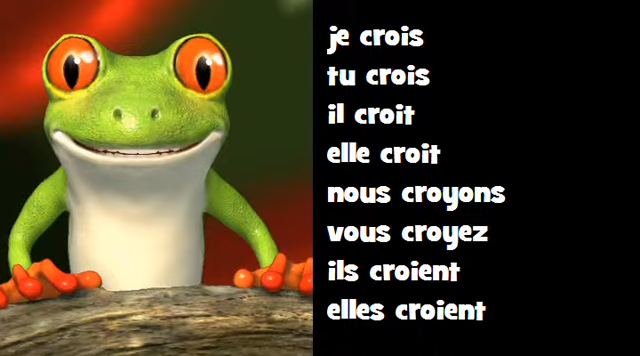 je crois
tu crois
il croit
elle croit
nous croyons
vous croyez
ils croient
elles croient